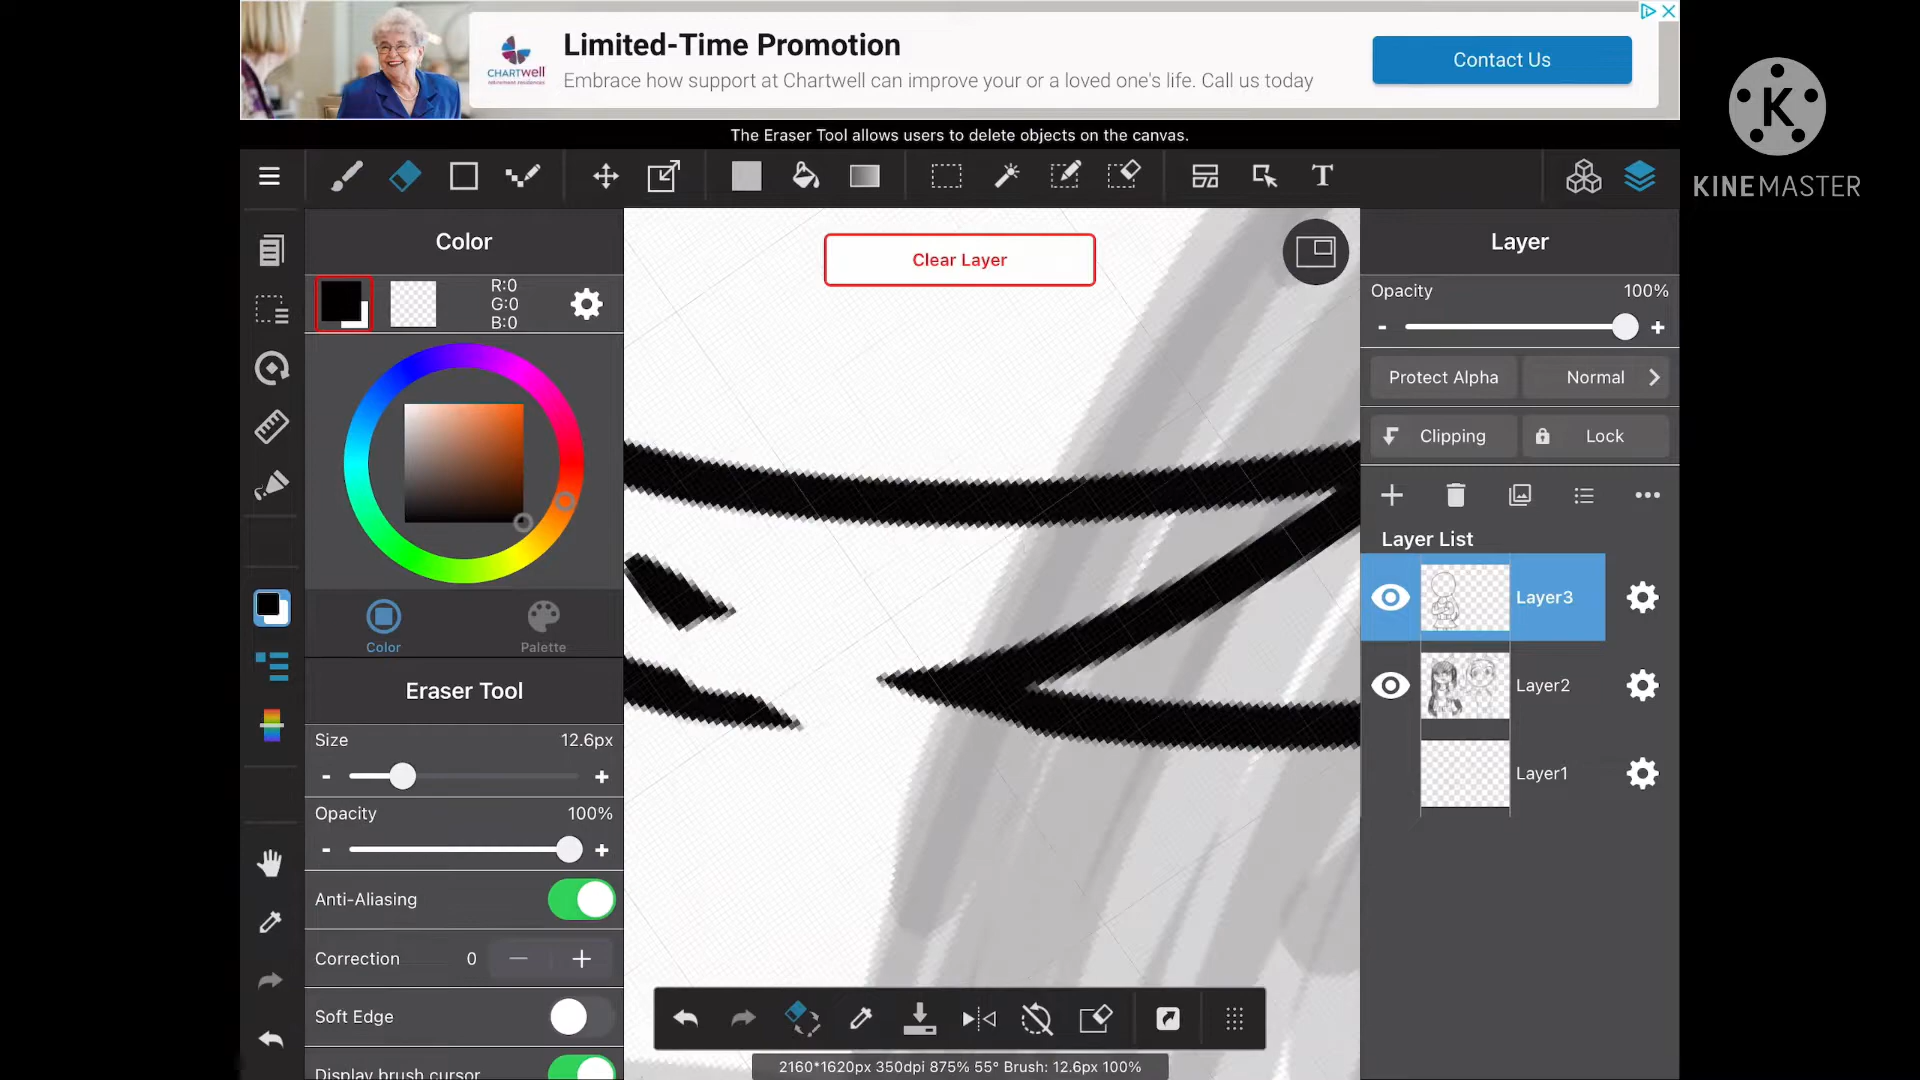 Limited-Time Promotion
CHARTWELL
Embrace how support at Chartwell can improve your or a loved one's life. Call us today
Contact Us
K
KINEMASTER
The Eraser Tool allows users to delete objects on the canvas.
T
Color
R:0
G:0
B:0
Color
Palette
Eraser Tool
Size 12.6px
- +
Opacity 100%
- +
Anti-Aliasing
Correction 0 — +
Soft Edge
Display brush cursor
Clear Layer
2160*1620px 350dpi 875% 55° Brush: 12.6px 100%
Layer
Opacity 100%
- +
Protect Alpha
Normal
Clipping
Lock
Layer List
Layer3
Layer2
Layer1